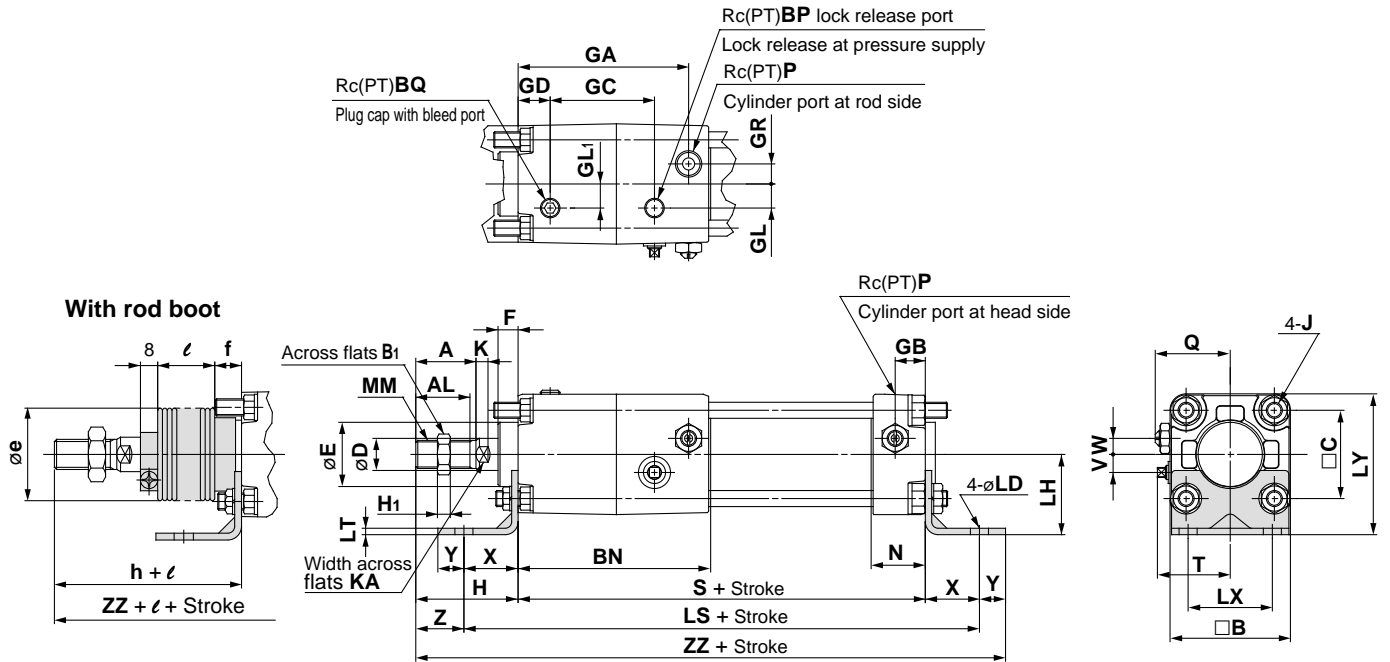 Rc(PT)BP lock release port
Lock release at pressure supply
GA
Rc(PT)P
Cylinder port at rod side
Rc(PT)BQ
Plug cap with bleed port
GD
GC
GR
GL1
GL
With rod boot
8
ℓ
f
øe
h + ℓ
ZZ + ℓ + Stroke
Rc(PT)P
Cylinder port at head side
F
A
K
Across flats B1
AL
MM
GB
øE
øD
H1
LT
Y
X
Width across
flats KA
H
BN
N
4-øLD
LH
S + Stroke
X
Y
Z
LS + Stroke
ZZ + Stroke
Q
4-J
V
W
□C
LY
T
LX
□B